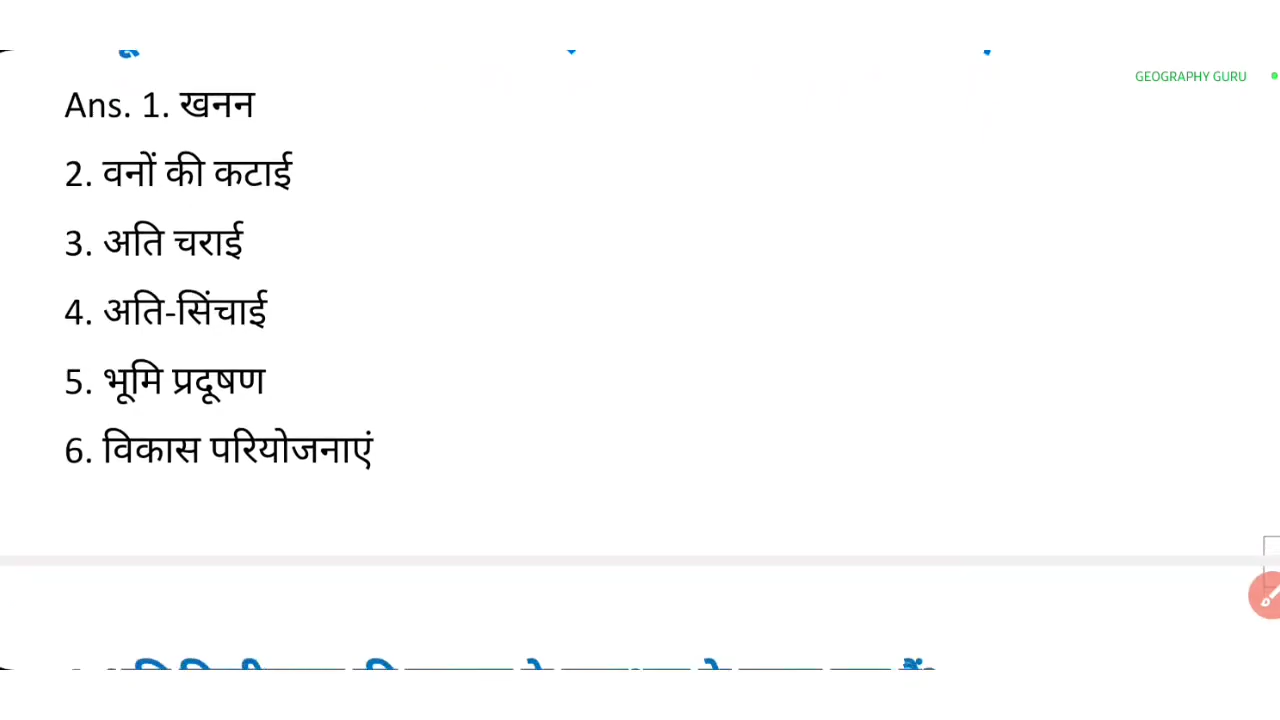 GEOGRAPHY GURU
Ans. 1. खनन
2. वनों की कटाई
3. अति चराई
4. अति-सिंचाई
5. भूमि प्रदूषण
6. विकास परियोजनाएं